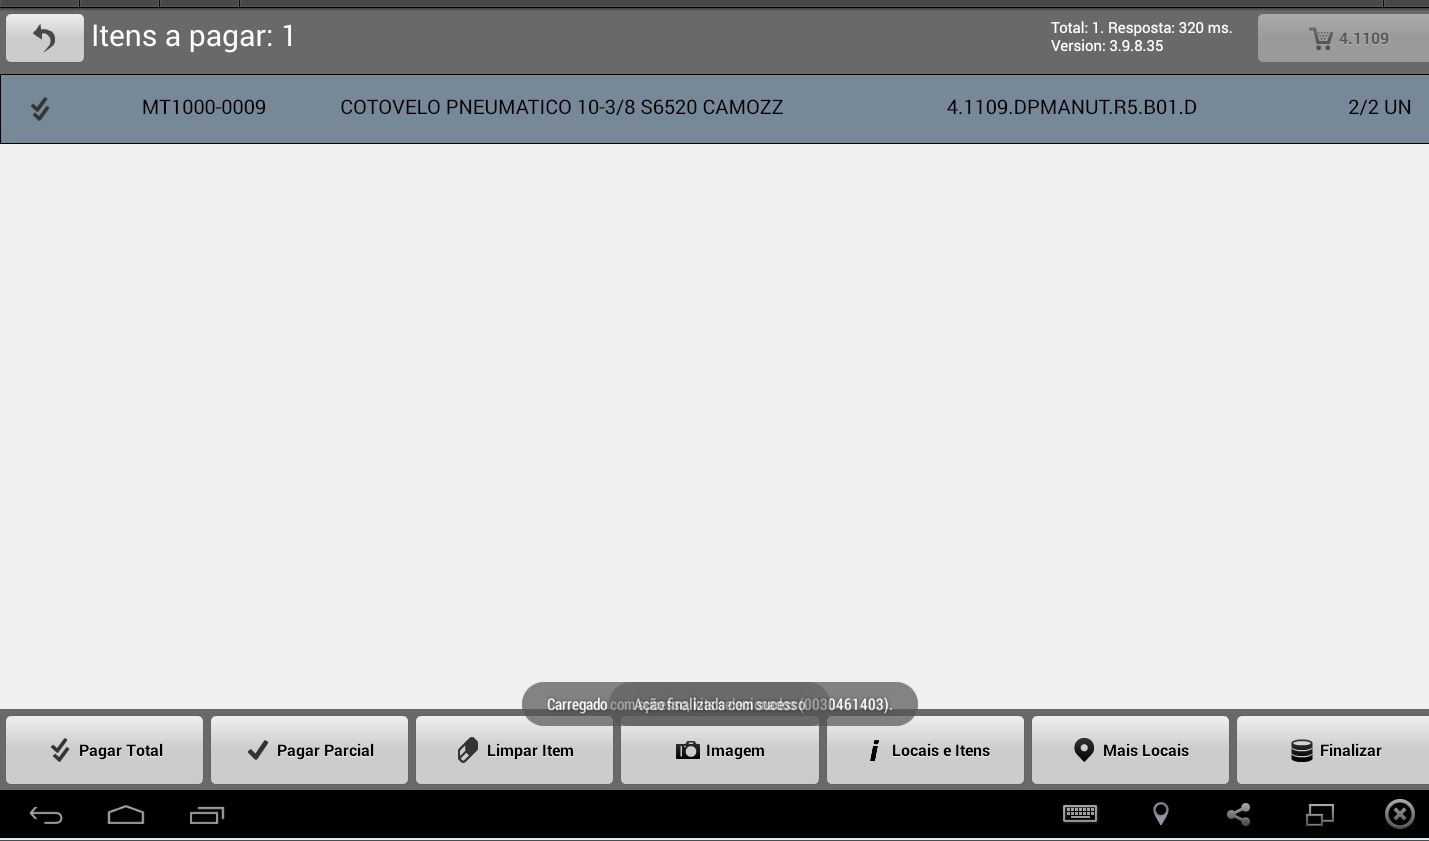 Itens a pagar: 1
Total: 1. Resposta: 320 ms.
Version: 3.9.8.35
4.1109
MT1000-0009 COTOVELO PNEUMATICO 10-3/8 S6520 CAMOZZ 4.1109.DPMANUT.R5.B01.D 2/2 UN
Carregado com
Ação finalizada com sucesso
(0030461403).
Pagar Total Pagar Parcial Limpar Item Imagem Locais e Itens Mais Locais Finalizar